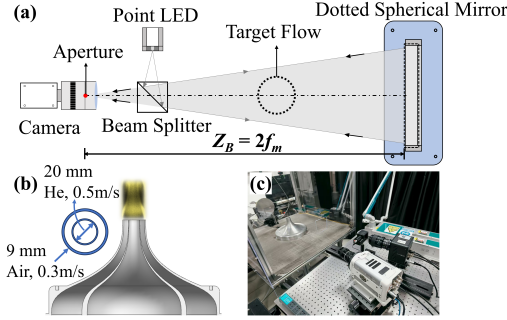 (a)
Point LED
Dotted Spherical Mirror
Aperture
Target Flow
Camera
Beam Splitter
Z_B = 2f_m
(b)
20 mm
He, 0.5m/s
9 mm
Air, 0.3m/s
(c)